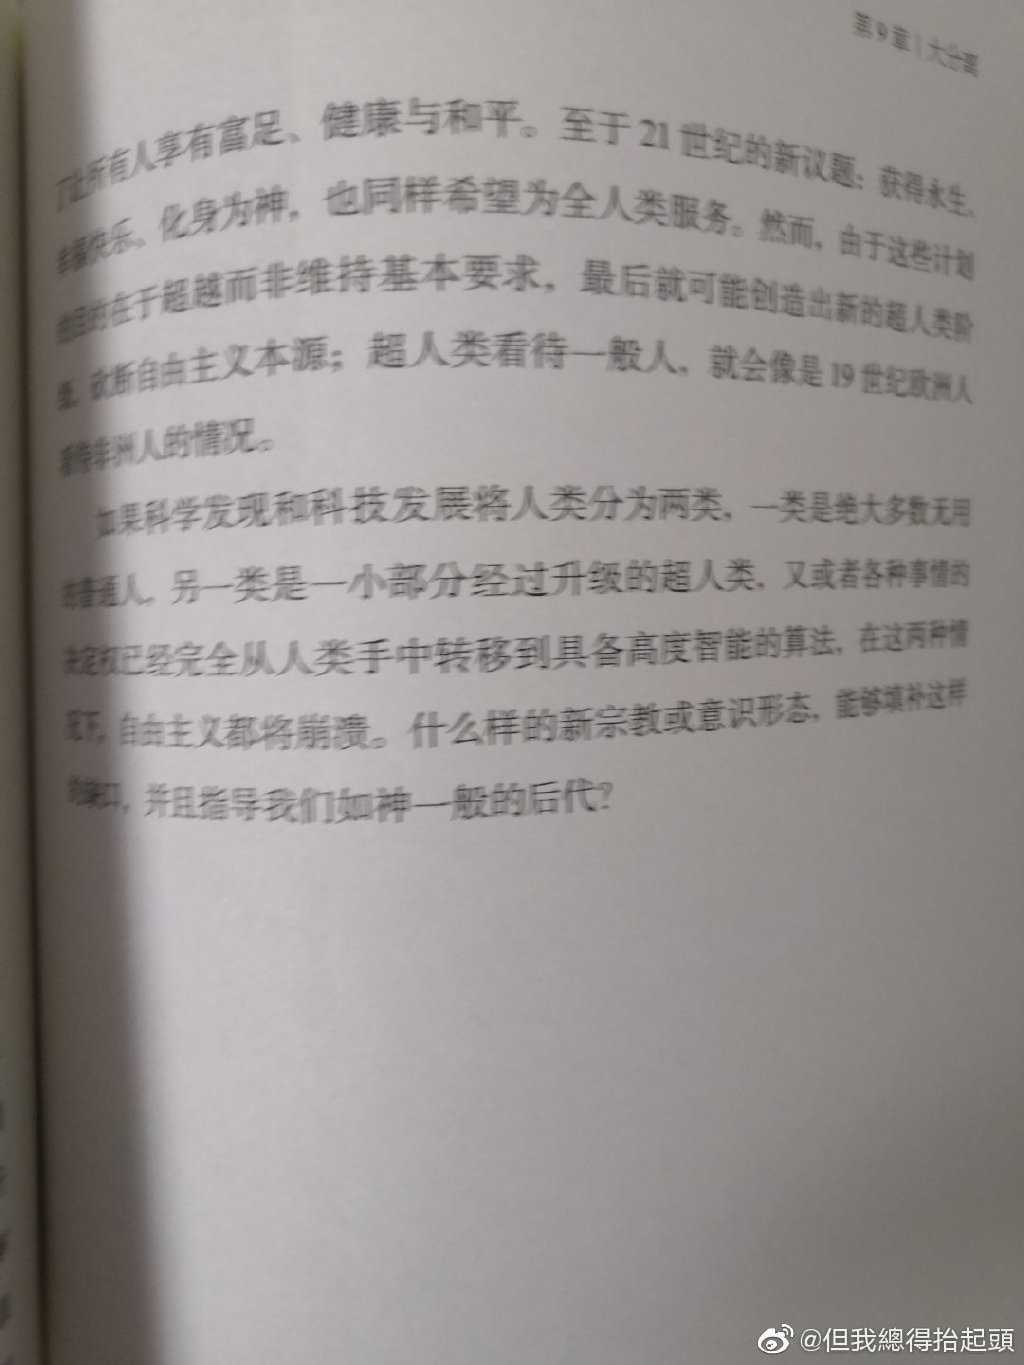 第9章 | 大分离
了让所有人享有富足、健康与和平。至于21世纪的新议题：获得永生、
幸福快乐、化身为神，也同样希望为全人类服务。然而，由于这些计划
的目的在于超越而非维持基本要求，最后就可能创造出新的超人类阶
级，砍断自由主义本源；超人类看待一般人，就会像是19世纪欧洲人
看待非洲人的情况。
如果科学发现和科技发展将人类分为两类，一类是绝大多数无用
的普通人，另一类是一小部分经过升级的超人类，又或者各种事情的
决定权已经完全从人类手中转移到具备高度智能的算法，在这两种情
况下，自由主义都将崩溃。什么样的新宗教或意识形态，能够填补这样
的缺口，并且指导我们如神一般的后代？
@但我總得抬起頭